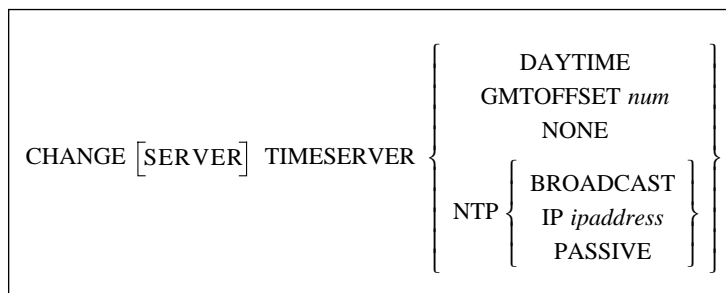 DAYTIME
GMTOFFSET num
NONE
CHANGE [SERVER] TIMESERVER
BROADCAST
NTP IP ipaddress
PASSIVE